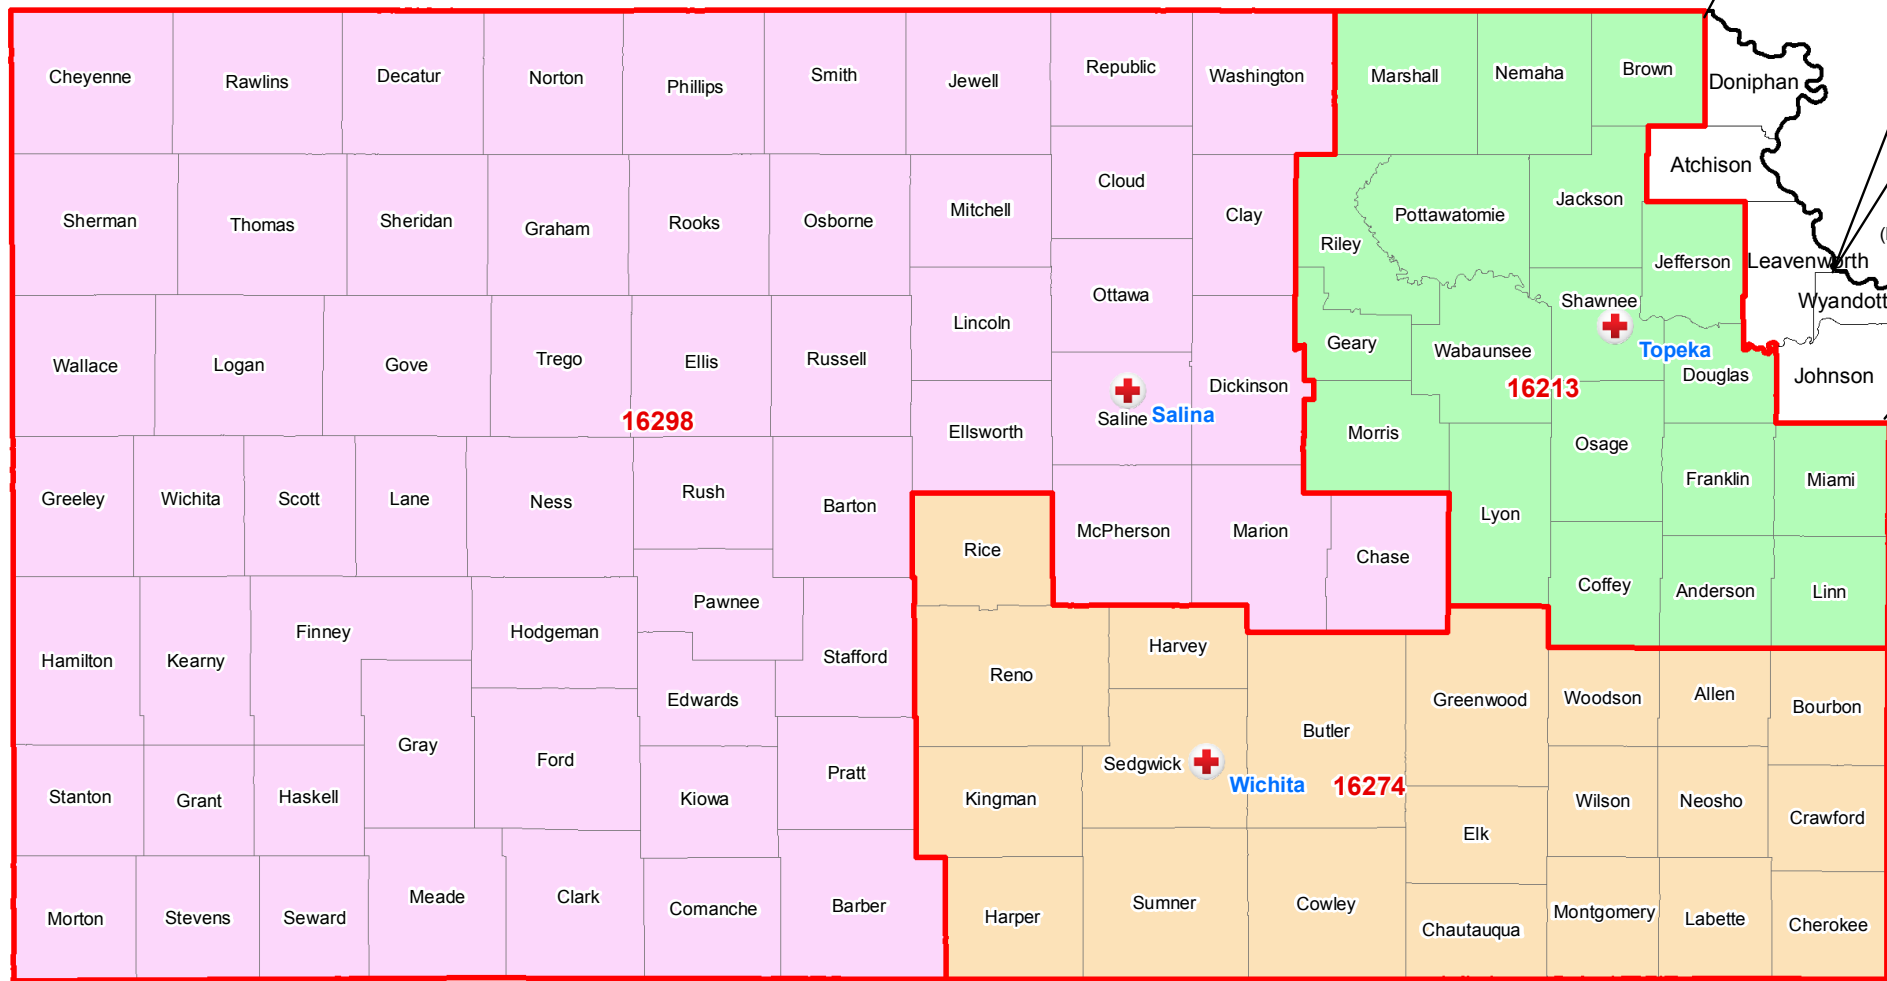 Cheyenne
Rawlins
Decatur
Norton
Phillips
Smith
Jewell
Republic
Washington
Marshall
Nemaha
Brown
Doniphan
Atchison
Sherman
Thomas
Sheridan
Graham
Rooks
Osborne
Mitchell
Cloud
Clay
Riley
Pottawatomie
Jackson
Jefferson
Leavenworth
Wyandott
Wallace
Logan
Gove
Trego
Ellis
Russell
Lincoln
Ottawa
Dickinson
Geary
Wabaunsee
Shawnee
Topeka
Douglas
Johnson
16298
16213
Ellsworth
Saline
Salina
Morris
Osage
Franklin
Miami
Greeley
Wichita
Scott
Lane
Ness
Rush
Barton
Rice
McPherson
Marion
Chase
Lyon
Coffey
Anderson
Linn
Hamilton
Kearny
Finney
Hodgeman
Pawnee
Stafford
Edwards
Reno
Harvey
Butler
Greenwood
Woodson
Allen
Bourbon
Gray
Ford
Kiowa
Pratt
Kingman
Sedgwick
Wichita
16274
Elk
Wilson
Neosho
Crawford
Stanton
Grant
Haskell
Morton
Stevens
Seward
Meade
Clark
Comanche
Barber
Harper
Sumner
Cowley
Chautauqua
Montgomery
Labette
Cherokee